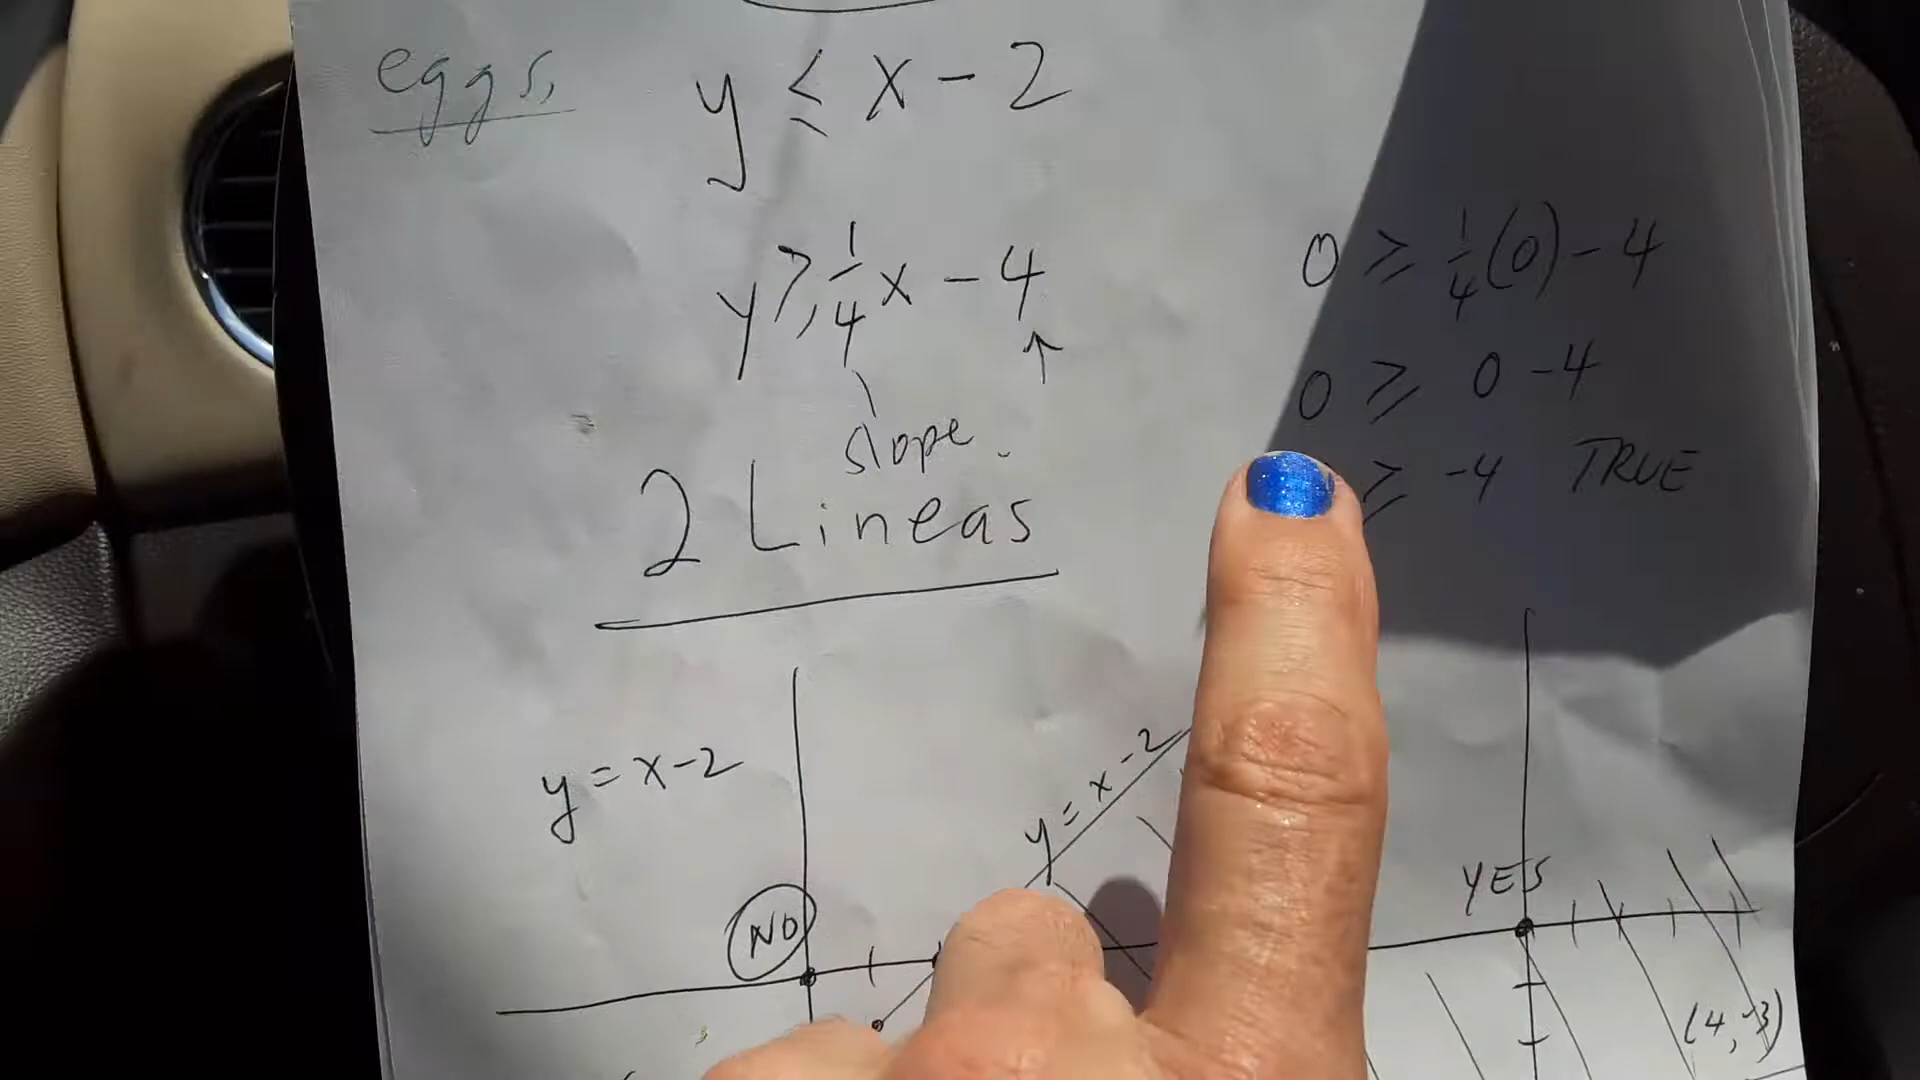 eggs,
y ≤ x - 2
y ≥ 1/4 x - 4
slope
2 Lineas
0 ≥ 1/4 (0) - 4
0 ≥ 0 - 4
≥ -4 TRUE
y = x - 2
y = x - 2
NO
YES
(4, -3)